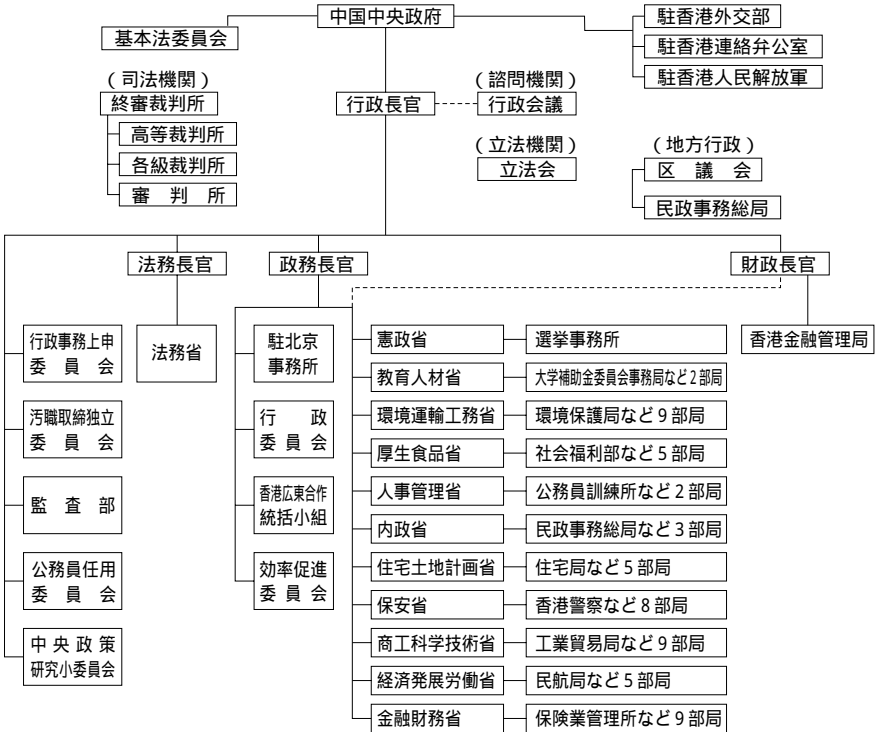 中国中央政府
基本法委員会
駐香港外交部
駐香港連絡弁公室
駐香港人民解放軍
(司法機関)
終審裁判所
高等裁判所
各級裁判所
審判所
行政長官
(諮問機関)
行政会議
(立法機関)
立法会
(地方行政)
区議会
民政事務総局
法務長官
政務長官
財政長官
行政事務上申
委員会
汚職取締独立
委員会
監査部
公務員任用
委員会
中央政策
研究小委員会
法務省
駐北京
事務所
行政
委員会
香港広東合作
統括小組
効率促進
委員会
憲政省
選挙事務所
教育人材省
大学補助金委員会事務局など2部局
環境運輸工務省
環境保護局など9部局
厚生食品省
社会福利部など5部局
人事管理省
公務員訓練所など2部局
内政省
民政事務総局など3部局
住宅土地計画省
住宅局など5部局
保安省
香港警察など8部局
商工科学技術省
工業貿易局など9部局
経済発展労働省
民航局など5部局
金融財務省
保険業管理所など9部局
香港金融管理局